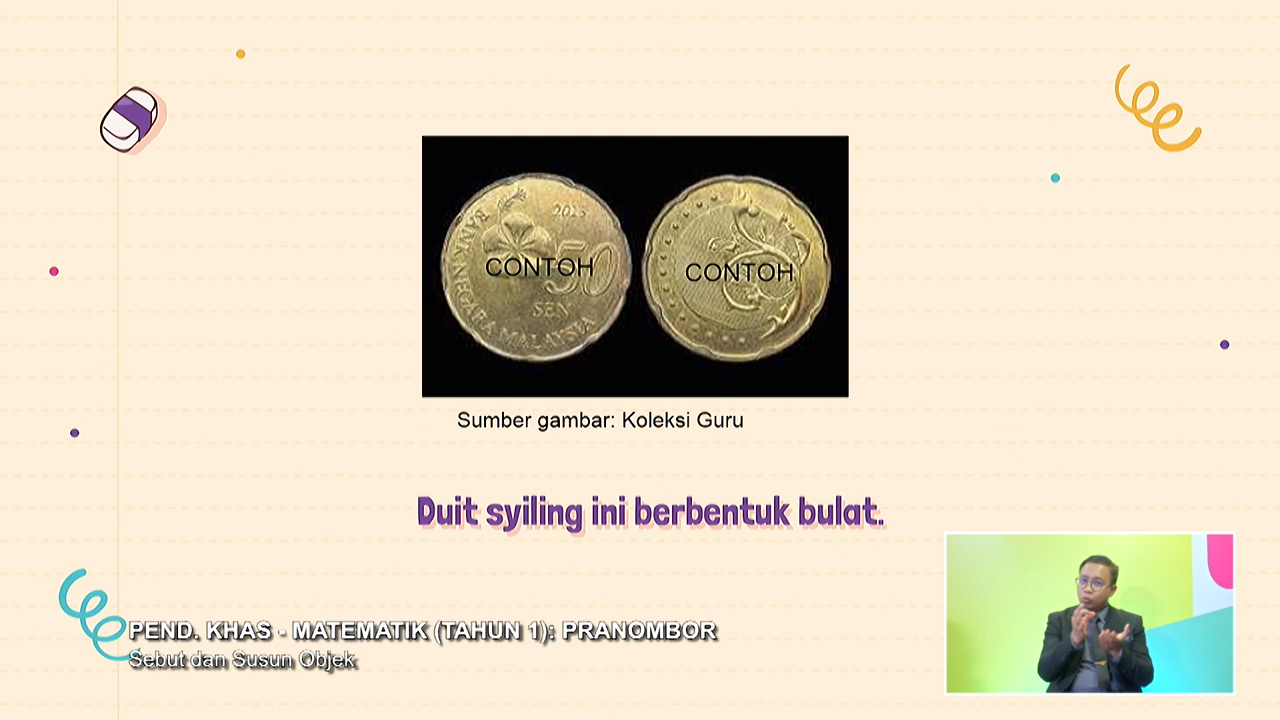 BANK NEGARA MALAYSIA
50
SEN
CONTOH
CONTOH
Sumber gambar: Koleksi Guru
Duit syiling ini berbentuk bulat.
PEND. KHAS - MATEMATIK (TAHUN 1): PRANOMBOR
Sebut dan Susun Objek